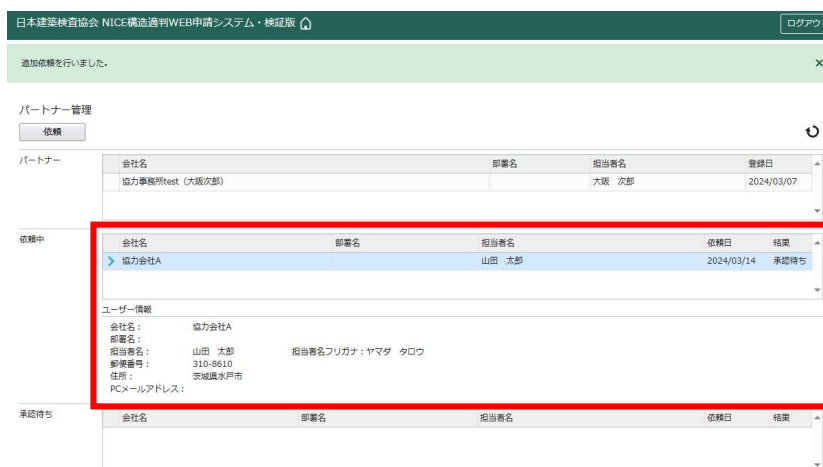 日本建築検査協会 NICE構造適判WEB申請システム・検証版
ログアウ
追加依頼を行いました。 ×
パートナー管理
依頼
パートナー
会社名 部署名 担当者名 登録日
協力事務所test（大阪次郎） 大阪 次郎 2024/03/07
依頼中
会社名 部署名 担当者名 依頼日 結果
協力会社A 山田 太郎 2024/03/14 承認待ち
ユーザー情報
会社名： 協力会社A
部署名：
担当者名： 山田 太郎 担当者名フリガナ：ヤマダ タロウ
郵便番号： 310-8610
住所： 茨城県水戸市
PCメールアドレス：
承認待ち
会社名 部署名 担当者名 依頼日 結果